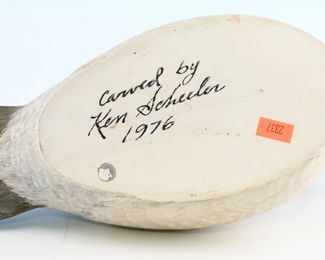 carved by
Ken Scheeler
1976
2337